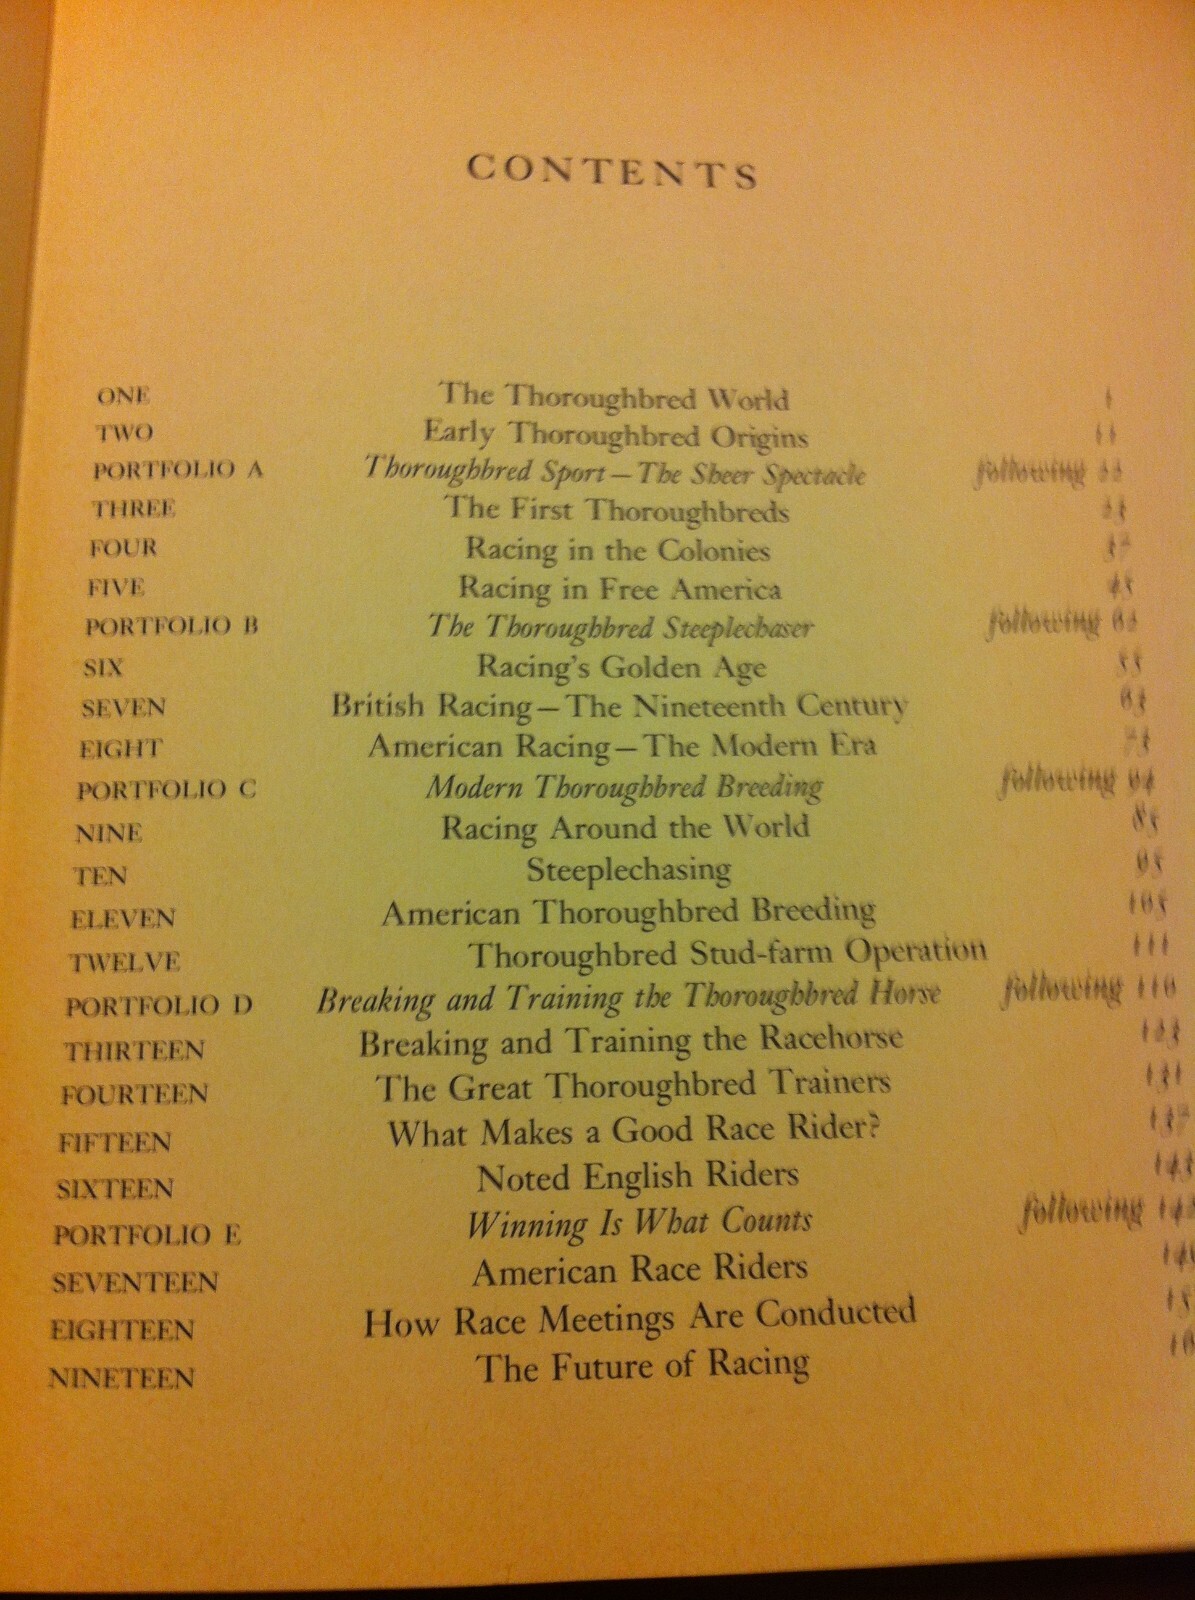 CONTENTS
ONE The Thoroughbred World
TWO Early Thoroughbred Origins 11
PORTFOLIO A Thoroughbred Sport—The Sheer Spectacle following
THREE The First Thoroughbreds
FOUR Racing in the Colonies
FIVE Racing in Free America
PORTFOLIO B The Thoroughbred Steeplechaser following
SIX Racing's Golden Age
SEVEN British Racing—The Nineteenth Century
EIGHT American Racing—The Modern Era
PORTFOLIO C Modern Thoroughbred Breeding following
NINE Racing Around the World
TEN Steeplechasing
ELEVEN American Thoroughbred Breeding
TWELVE Thoroughbred Stud-farm Operation 111
PORTFOLIO D Breaking and Training the Thoroughbred Horse following
THIRTEEN Breaking and Training the Racehorse
FOURTEEN The Great Thoroughbred Trainers
FIFTEEN What Makes a Good Race Rider?
SIXTEEN Noted English Riders
PORTFOLIO E Winning Is What Counts following
SEVENTEEN American Race Riders
EIGHTEEN How Race Meetings Are Conducted
NINETEEN The Future of Racing